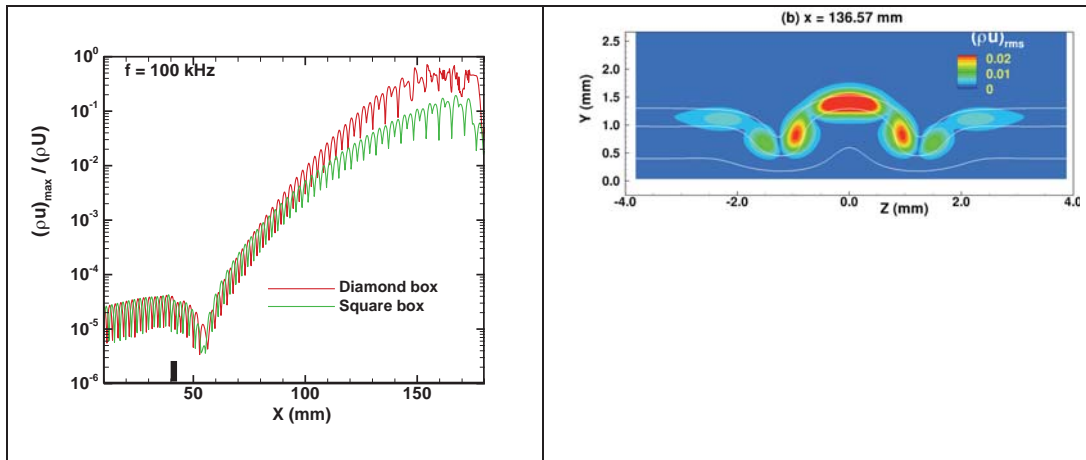 f = 100 kHz
10⁰
10⁻¹
10⁻²
10⁻³
10⁻⁴
10⁻⁵
10⁻⁶
(ρu)max / (ρU)
Diamond box
Square box
50
100
150
X (mm)
(b) x = 136.57 mm
(ρu)rms
0.02
0.01
0
2.5
2.0
1.5
1.0
0.5
0.0
Y (mm)
-4.0
-2.0
0.0
2.0
4.0
Z (mm)